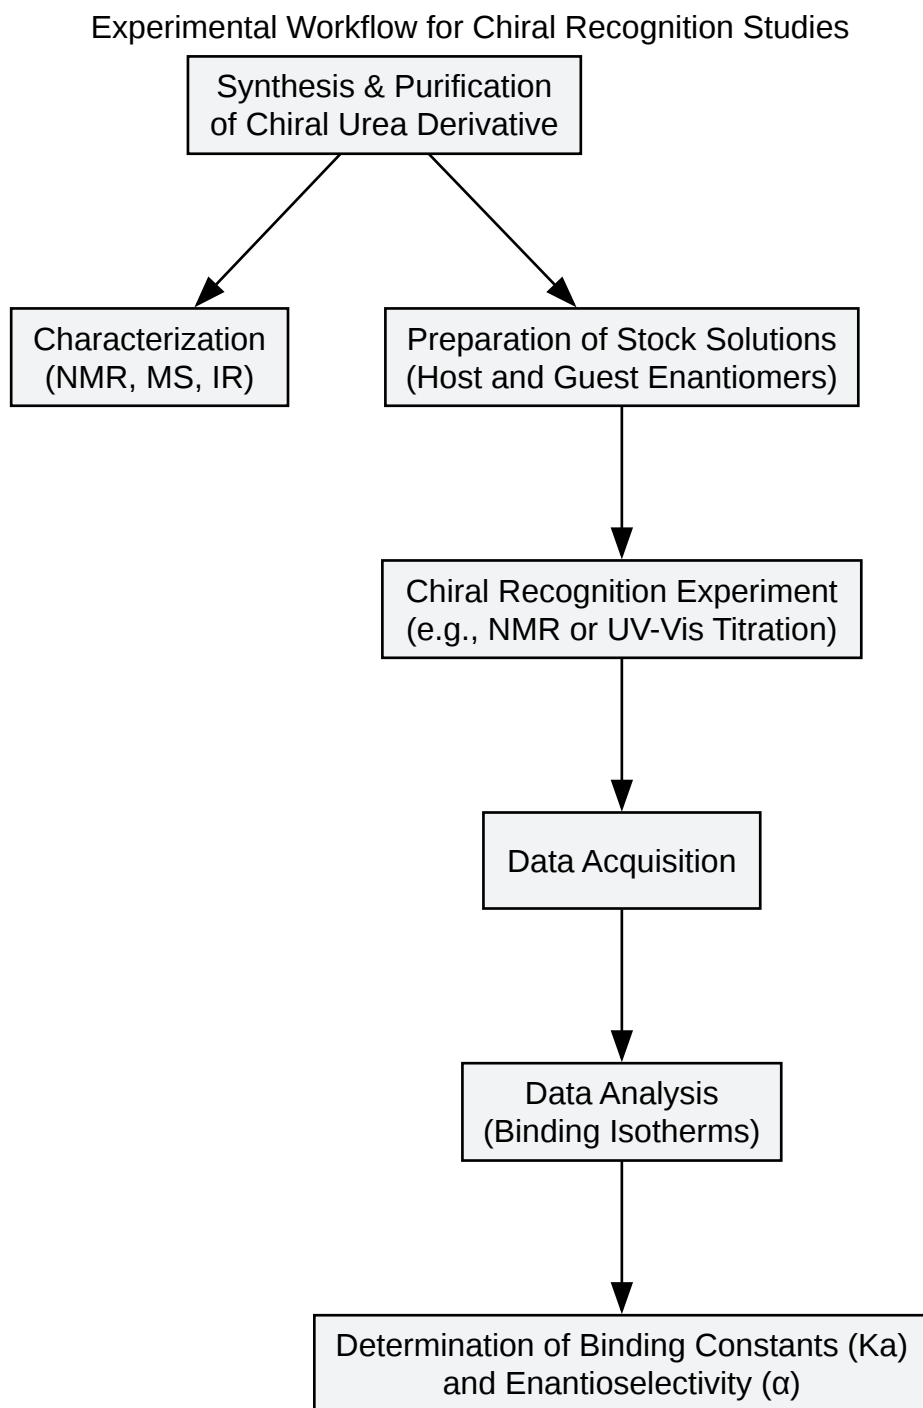 Experimental Workflow for Chiral Recognition Studies
Synthesis & Purification
of Chiral Urea Derivative
Characterization
(NMR, MS, IR)
Preparation of Stock Solutions
(Host and Guest Enantiomers)
Chiral Recognition Experiment
(e.g., NMR or UV-Vis Titration)
Data Acquisition
Data Analysis
(Binding Isotherms)
Determination of Binding Constants (Ka)
and Enantioselectivity (α)